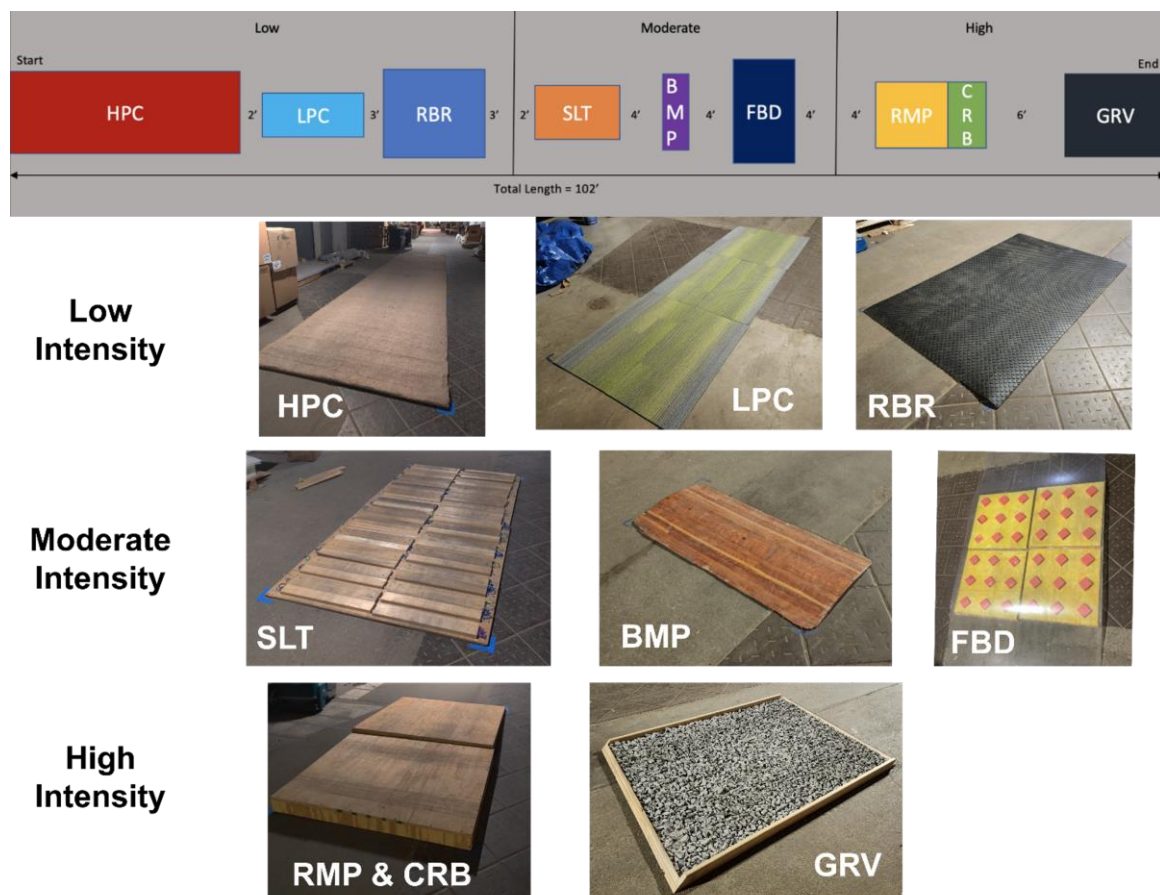 Low
Moderate
High
Start
End
HPC
2'
LPC
3'
RBR
3'
2'
SLT
4'
BMP
4'
FBD
4'
4'
RMP
CRB
6'
GRV
Total Length = 102'
Low
Intensity
HPC
LPC
RBR
Moderate
Intensity
SLT
BMP
FBD
High
Intensity
RMP & CRB
GRV